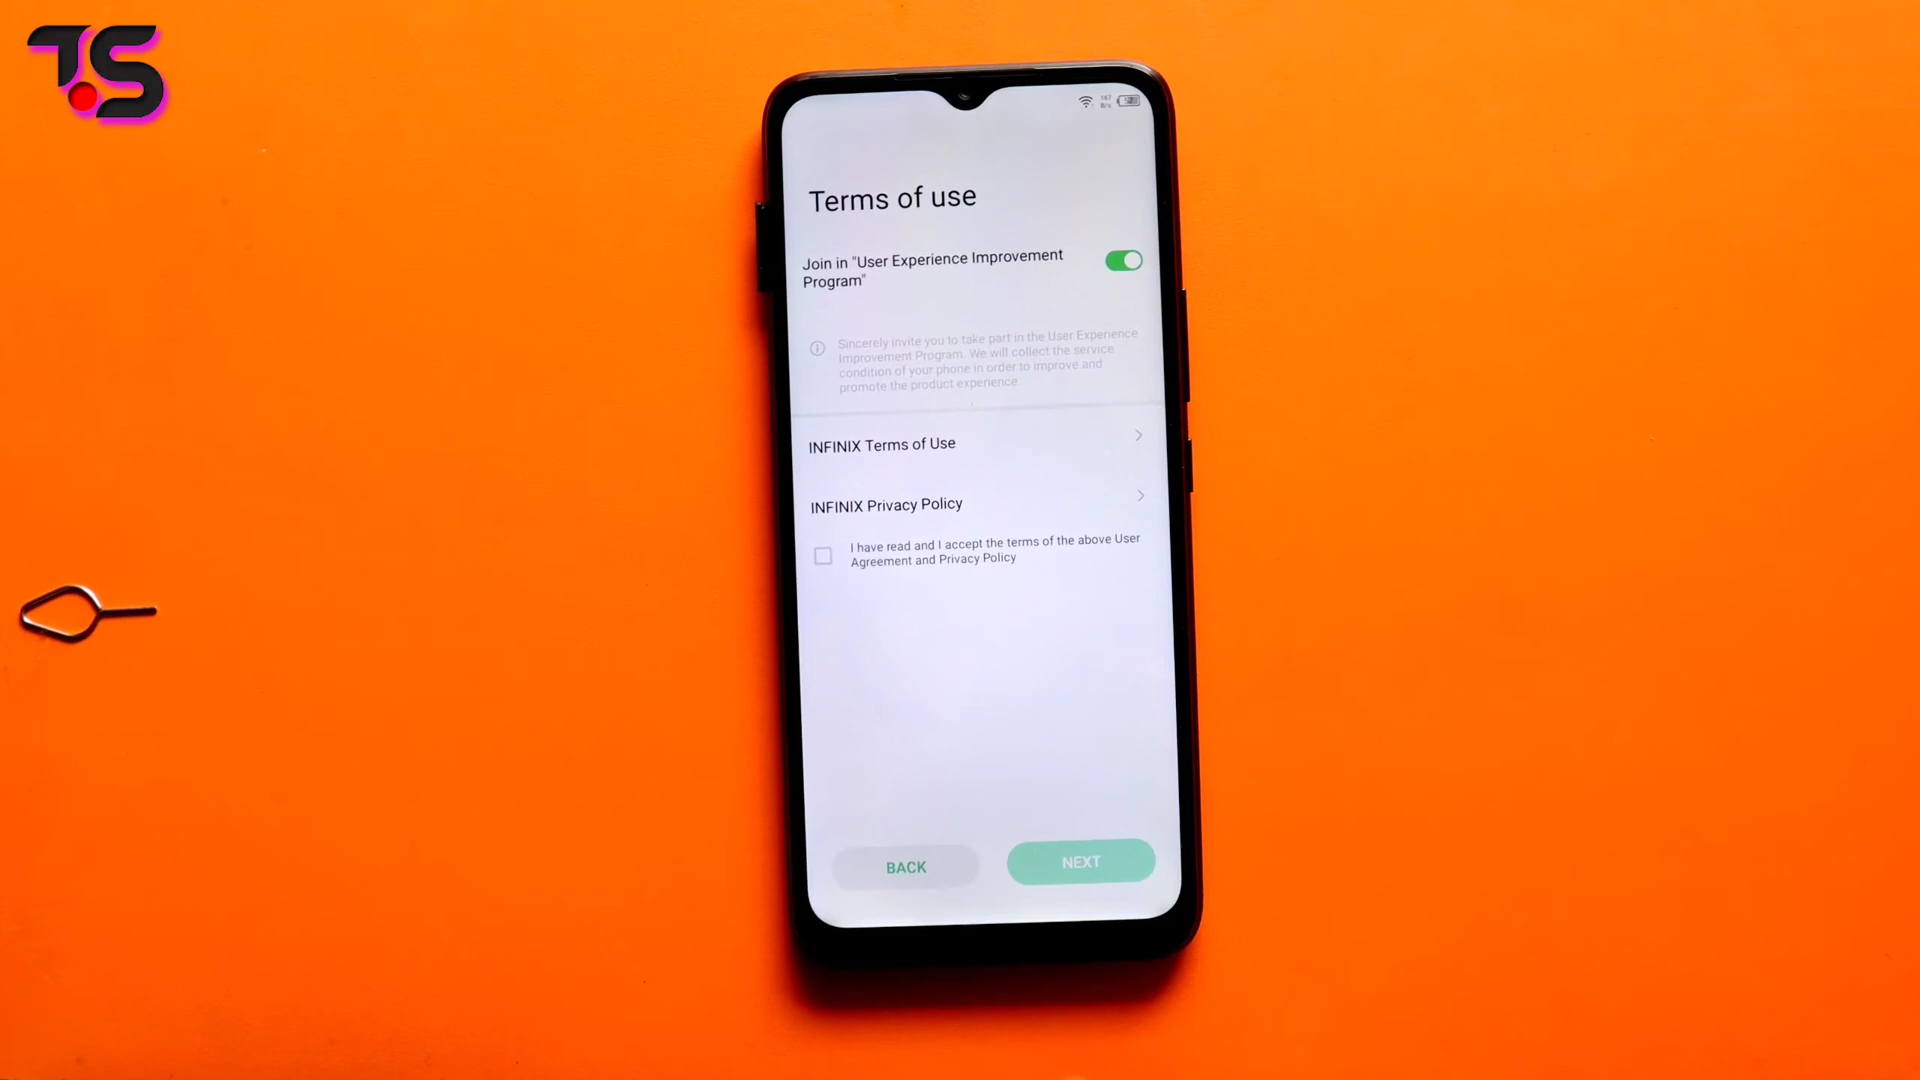 TS
Terms of use
Join in "User Experience Improvement
Program"
Sincerely invite you to take part in the User Experience
Improvement Program. We will collect the service
condition of your phone in order to improve and
promote the product experience.
INFINIX Terms of Use
INFINIX Privacy Policy
I have read and I accept the terms of the above User
Agreement and Privacy Policy
BACK
NEXT